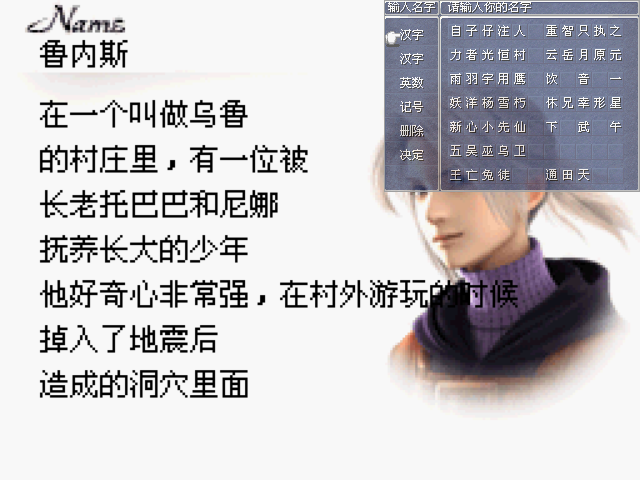 Name
鲁内斯
在一个叫做乌鲁
的村庄里，有一位被
长老托巴巴和尼娜
抚养长大的少年
他好奇心非常强，在村外游玩的时候
掉入了地震后
造成的洞穴里面
输入名字
请输入你的名字
汉字
汉字
英数
记号
删除
决定
自子仔注人 重智只执之
力者光恒村 云岳月原元
雨羽宇用鹰 饮 音 一
妖洋杨雪朽 休兄幸形星
新心小先仙 下 武 午
五吴巫乌卫
王亡兔徒 通田天